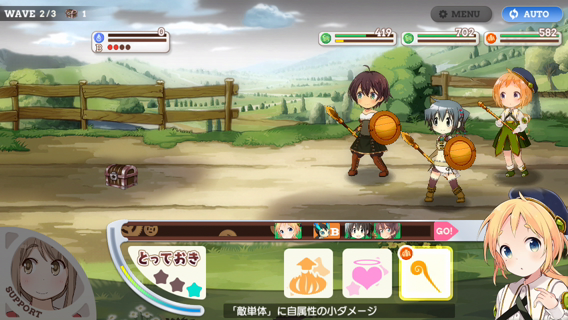 WAVE 2/3 1
MENU
AUTO
0
B
419
702
582
B
GO!
とっておき
SUPPORT
「敵単体」に自属性の小ダメージ